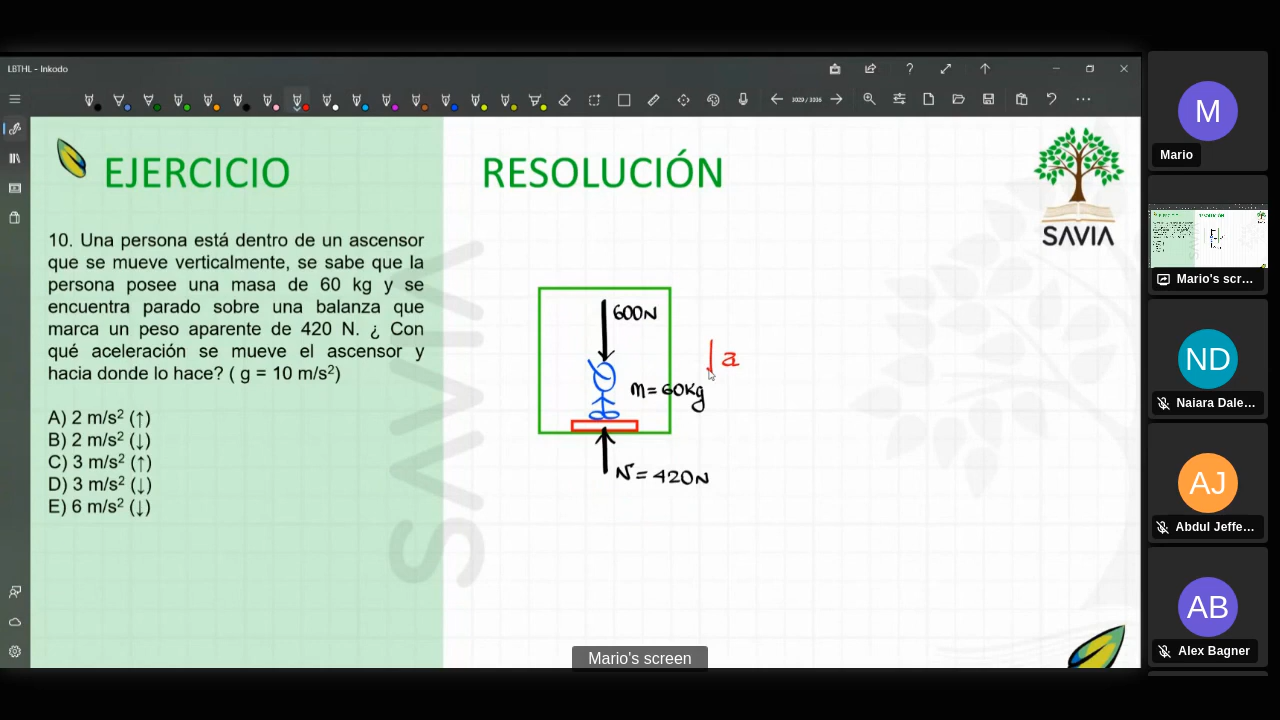 LBTHL - Inkodo
1029 / 1106
EJERCICIO
RESOLUCIÓN
SAVIA
10. Una persona está dentro de un ascensor
que se mueve verticalmente, se sabe que la
persona posee una masa de 60 kg y se
encuentra parado sobre una balanza que
marca un peso aparente de 420 N. ¿ Con
qué aceleración se mueve el ascensor y
hacia donde lo hace? ( g = 10 m/s²)
A) 2 m/s² (↑)
B) 2 m/s² (↓)
C) 3 m/s² (↑)
D) 3 m/s² (↓)
E) 6 m/s² (↓)
600N
a
m=60kg
N=420N
SAVIA
Mario's screen
M
Mario
Mario's scr...
ND
Naiara Dale...
AJ
Abdul Jeffe...
AB
Alex Bagner